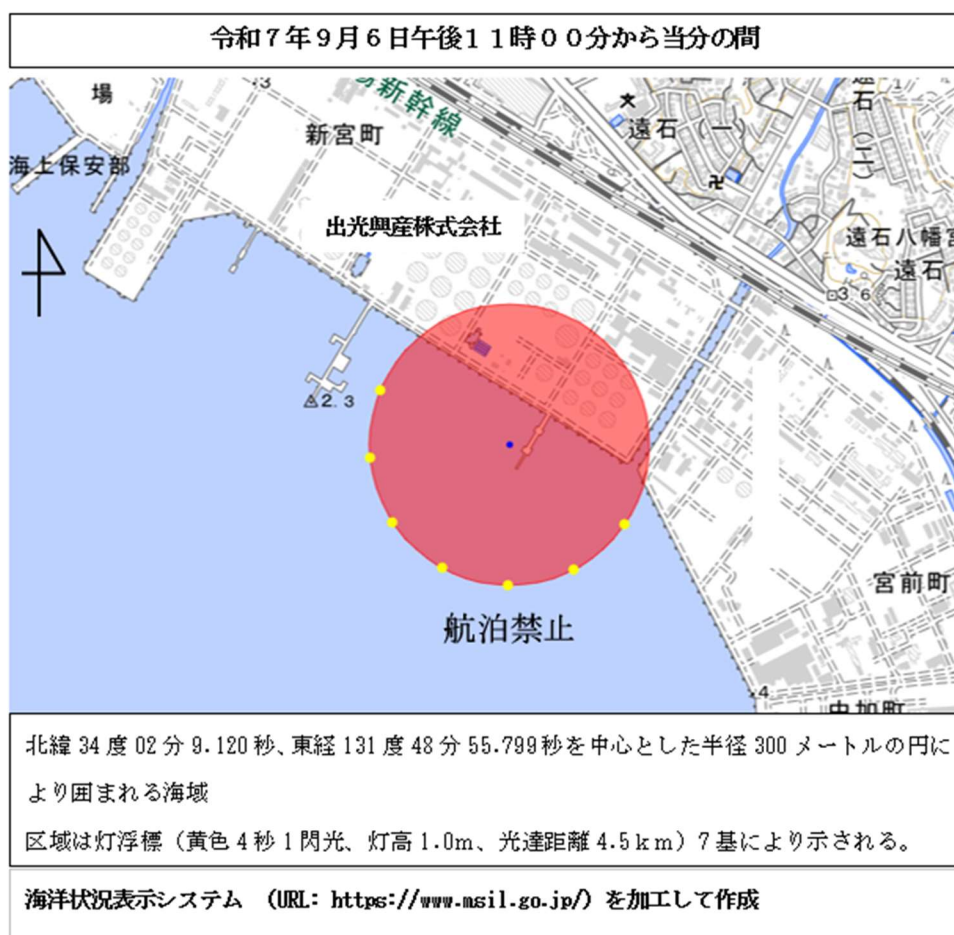 令和７年９月６日午後１１時００分から当分の間
場
新幹線
新宮町
遠石（一）
遠石（二）
海上保安部
出光興産株式会社
遠石八幡宮
遠石
3.6
2.3
航泊禁止
宮前町
4
中加町
北緯 34 度 02 分 9.120 秒、東経 131 度 48 分 55.799 秒を中心とした半径 300 メートルの円に
より囲まれる海域
区域は灯浮標（黄色 4 秒 1 閃光、灯高 1.0m、光達距離 4.5ｋｍ）7 基により示される。
海洋状況表示システム （URL: https://www.msil.go.jp/）を加工して作成